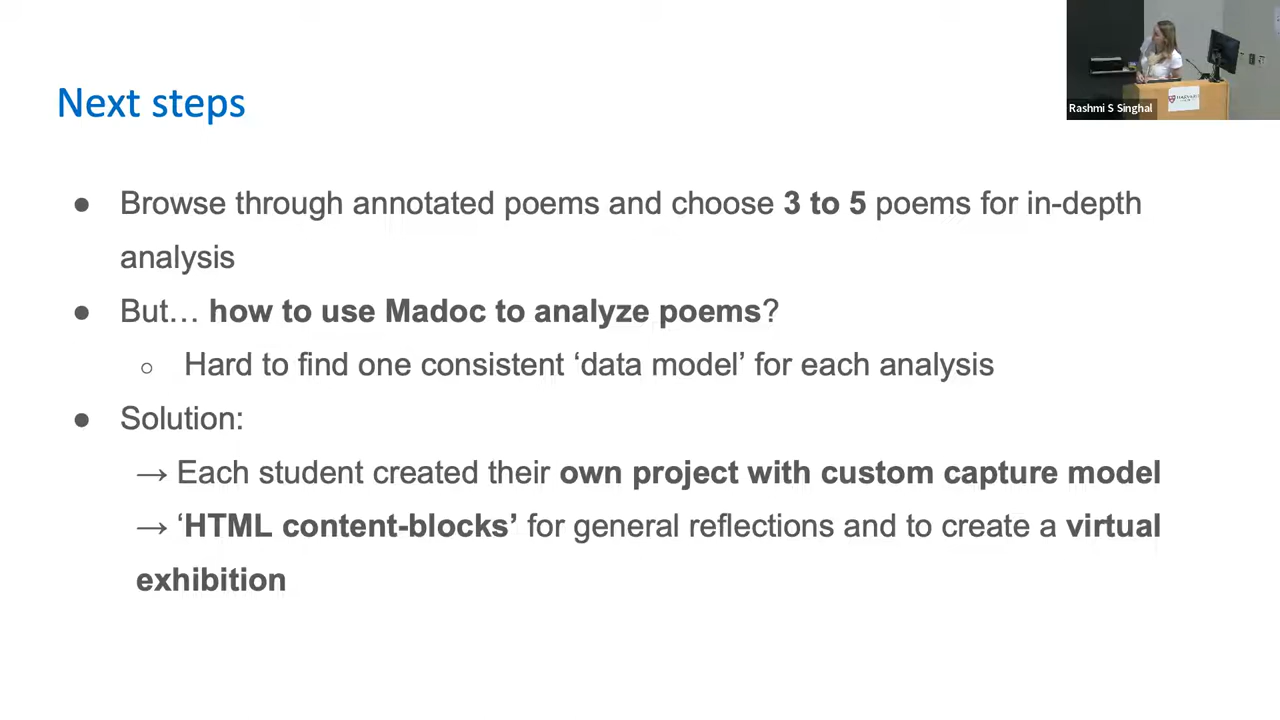 Next steps
Rashmi S Singhal
● Browse through annotated poems and choose 3 to 5 poems for in-depth
analysis
● But… how to use Madoc to analyze poems?
○ Hard to find one consistent ‘data model’ for each analysis
● Solution:
→ Each student created their own project with custom capture model
→ ‘HTML content-blocks’ for general reflections and to create a virtual
exhibition